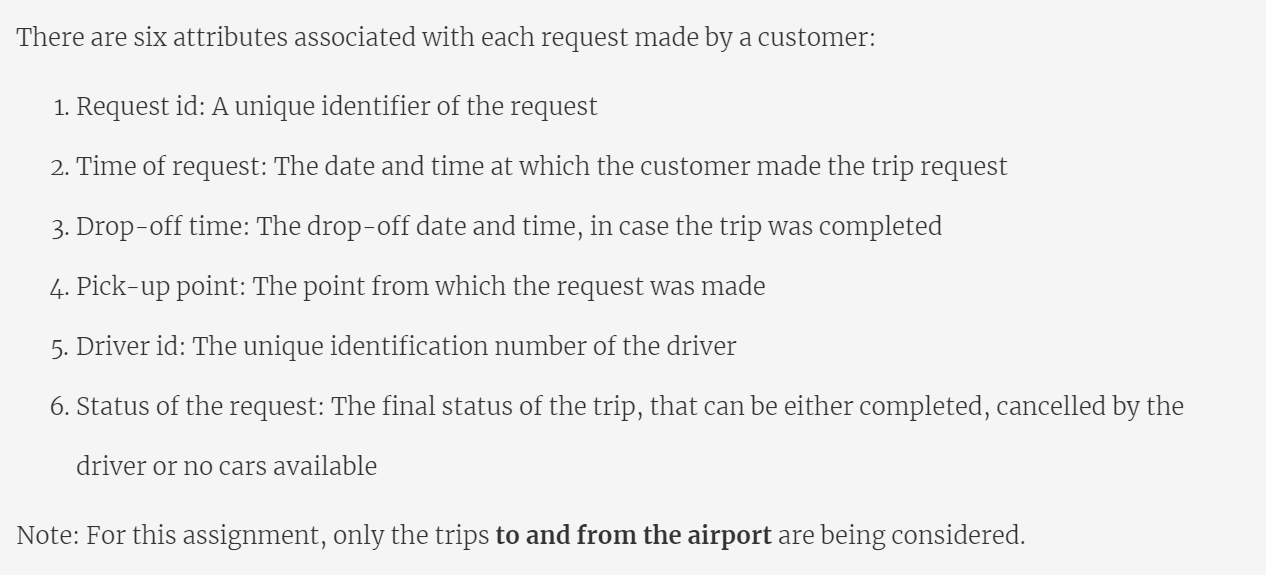 There are six attributes associated with each request made by a customer:
1. Request id: A unique identifier of the request
2. Time of request: The date and time at which the customer made the trip request
3. Drop-off time: The drop-off date and time, in case the trip was completed
4. Pick-up point: The point from which the request was made
5. Driver id: The unique identification number of the driver
6. Status of the request: The final status of the trip, that can be either completed, cancelled by the
driver or no cars available
Note: For this assignment, only the trips to and from the airport are being considered.